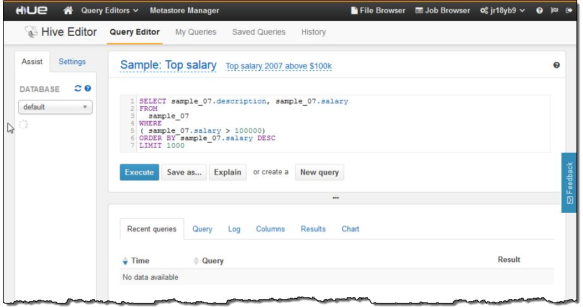 HUE Query Editors Metastore Manager File Browser Job Browser jr18yb9
Hive Editor Query Editor My Queries Saved Queries History
Assist Settings
DATABASE
default
Sample: Top salary Top salary 2007 above $100k
1 SELECT sample_07.description, sample_07.salary
2 FROM
3 sample_07
4 WHERE
5 ( sample_07.salary > 100000)
6 ORDER BY sample_07.salary DESC
7 LIMIT 1000
Execute Save as... Explain or create a New query
Feedback
Recent queries Query Log Columns Results Chart
Time Query Result
No data available